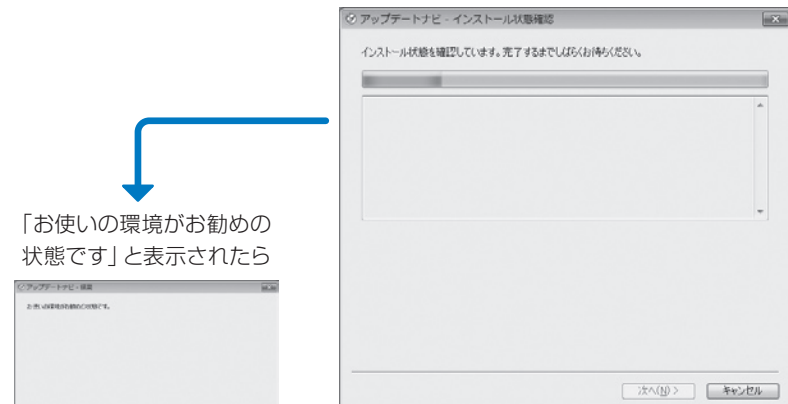 アップデートナビ - インストール状態確認
インストール状態を確認しています。完了するまでしばらくお待ちください。
次へ(N) >
キャンセル
「お使いの環境がお勧めの
状態です」と表示されたら
アップデートナビ - 結果
お使いの環境がお勧めの状態です。